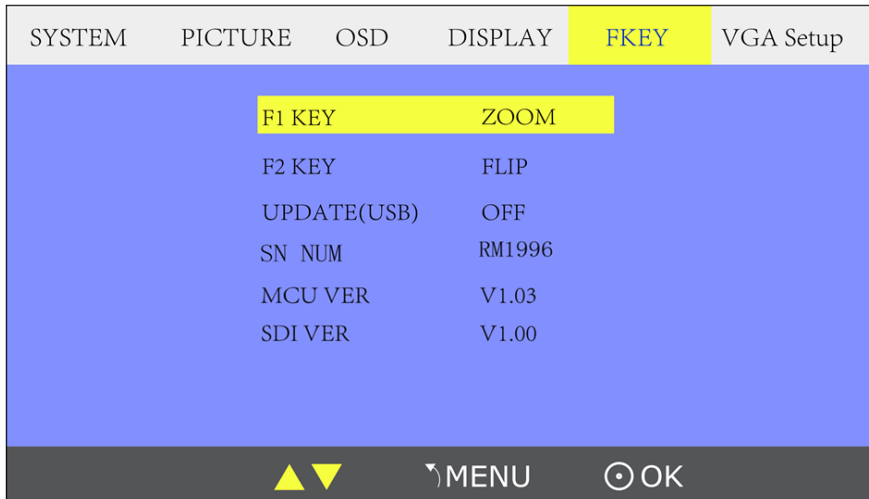 SYSTEM PICTURE OSD DISPLAY FKEY VGA Setup
F1 KEY ZOOM
F2 KEY FLIP
UPDATE(USB) OFF
SN NUM RM1996
MCU VER V1.03
SDI VER V1.00
MENU OK